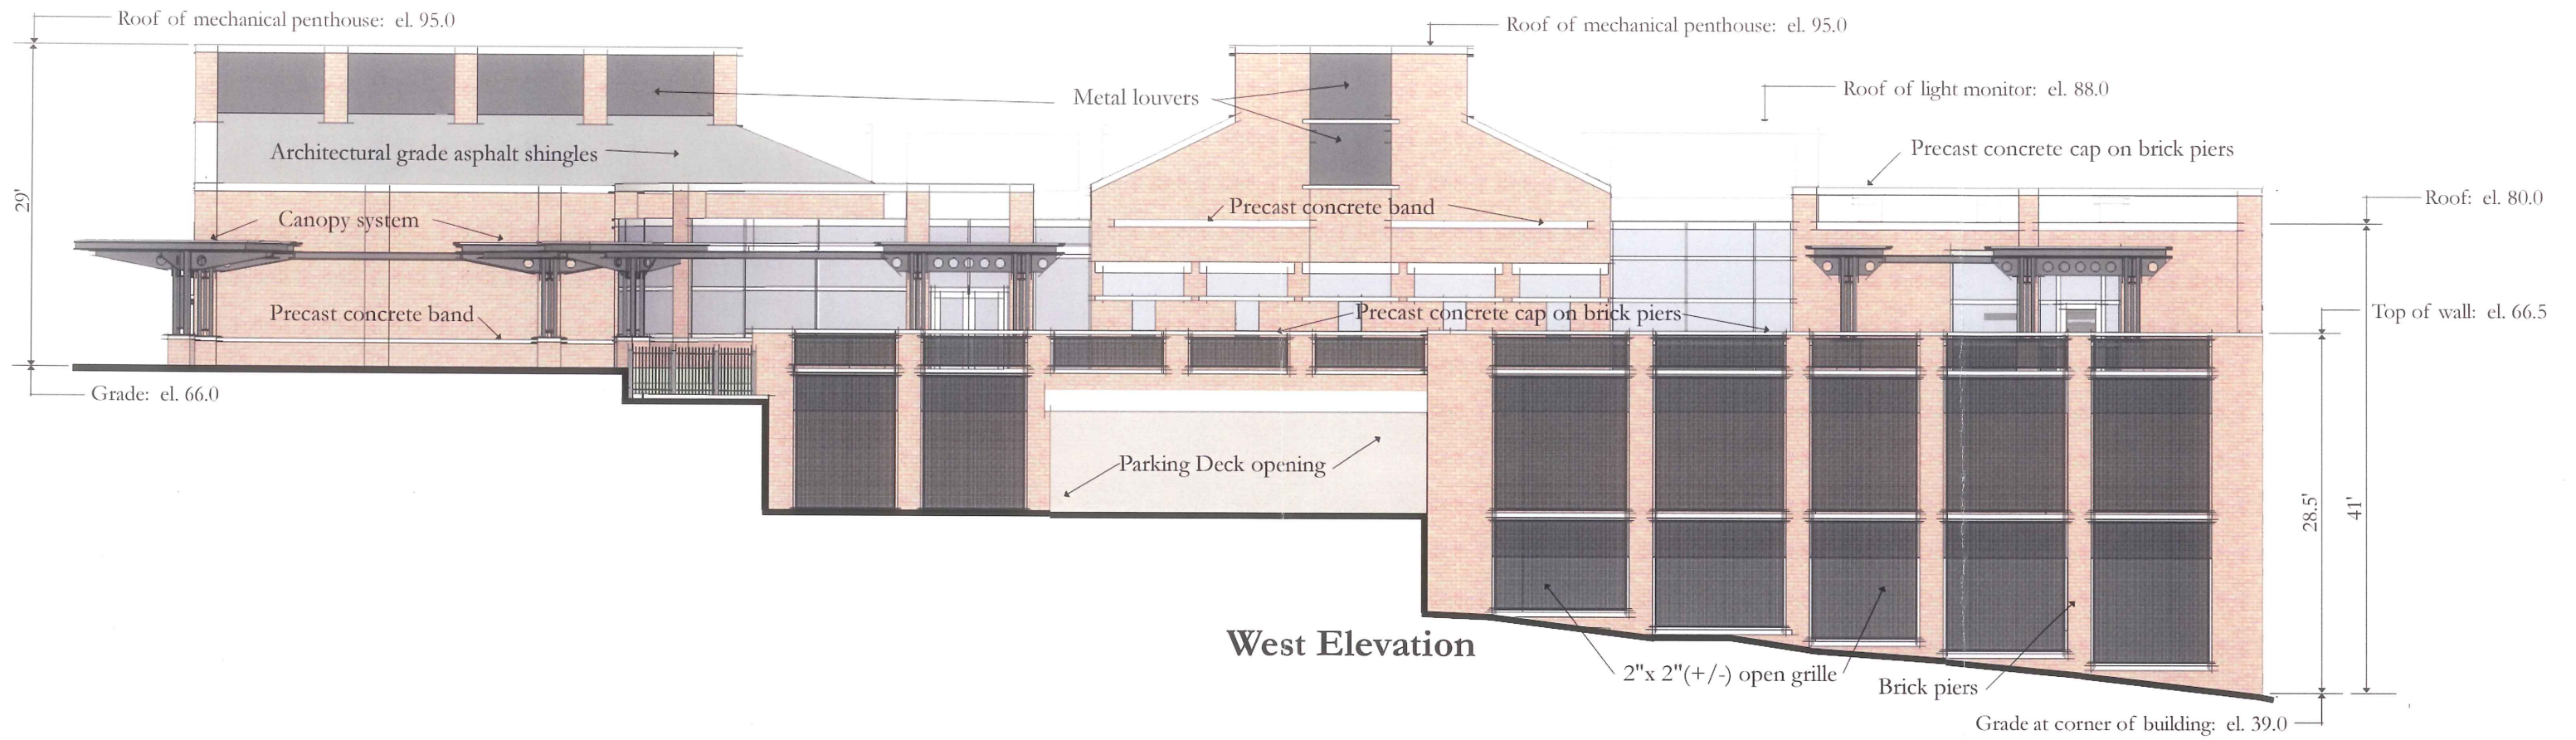 Roof of mechanical penthouse: el. 95.0
Roof of mechanical penthouse: el. 95.0
Metal louvers
Roof of light monitor: el. 88.0
Architectural grade asphalt shingles
Precast concrete cap on brick piers
29'
Canopy system
Precast concrete band
Roof: el. 80.0
Precast concrete band
Precast concrete cap on brick piers
Top of wall: el. 66.5
Grade: el. 66.0
Parking Deck opening
28.5'
41'
West Elevation
2"x 2"(+/-) open grille
Brick piers
Grade at corner of building: el. 39.0